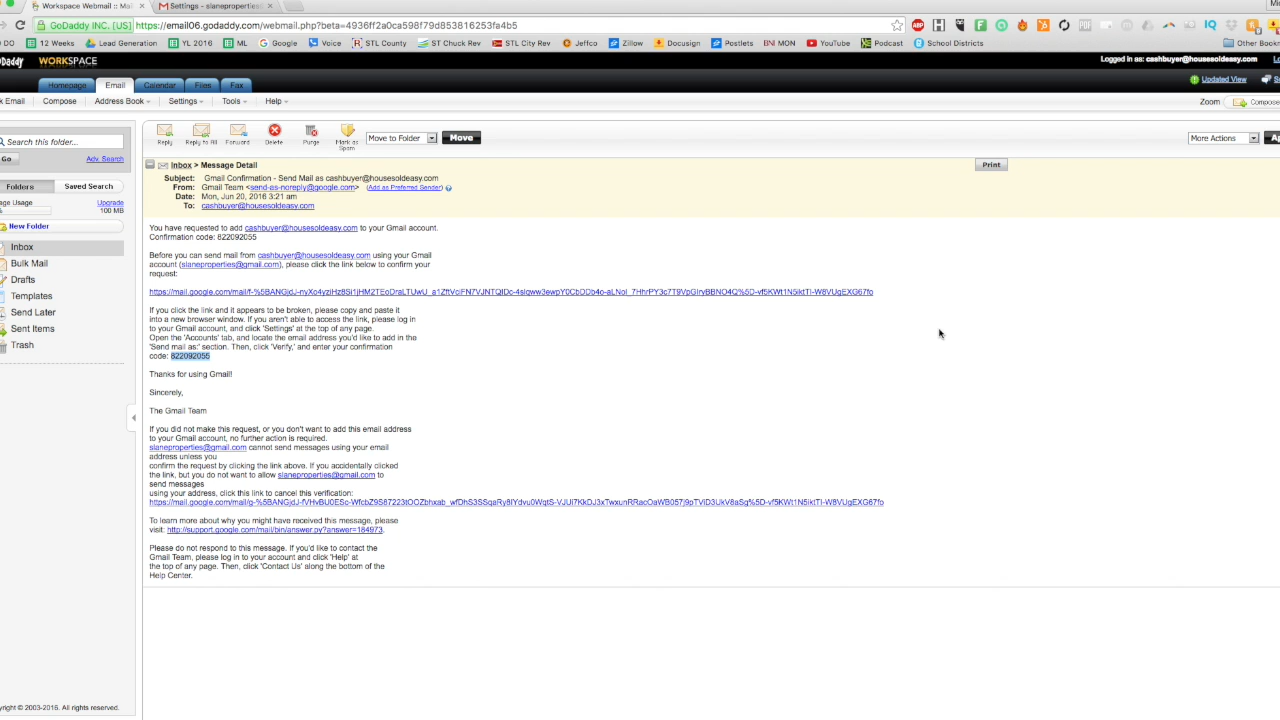 Workspace Webmail :: Mai
Settings - slaneproperties@
GoDaddy INC. [US] https://email06.godaddy.com/webmail.php?beta=4936ff2a0ca598f79d853816253fa4b5
DO 12 Weeks Lead Generation YL 2016 ML Google Voice STL County ST Chuck Rev STL City Rev Jeffco Zillow Docusign Postlets MON YouTube Podcast School Districts Other Book
WORKSPACE
Logged in as: cashbuyer@housesoldeasy.com
Homepage Email Calendar Files Fax
Updated View
Email Compose Address Book Settings Tools Help
Zoom Compose
Search this folder...
Go Adv. Search
Reply Reply to All Forward Delete Purge Mark as Spam Move to Folder Move
More Actions
Folders Saved Search
age Usage Upgrade
100 MB
New Folder
Inbox
Bulk Mail
Drafts
Templates
Send Later
Sent Items
Trash
Inbox > Message Detail
Print
Subject: Gmail Confirmation - Send Mail as cashbuyer@housesoldeasy.com
From: Gmail Team <send-as-noreply@google.com> (Add as Preferred Sender)
Date: Mon, Jun 20, 2016 3:21 am
To: cashbuyer@housesoldeasy.com
You have requested to add cashbuyer@housesoldeasy.com to your Gmail account.
Confirmation code: 822092055
Before you can send mail from cashbuyer@housesoldeasy.com using your Gmail
account (slaneproperties@gmail.com), please click the link below to confirm your
request:
If you click the link and it appears to be broken, please copy and paste it
into a new browser window. If you aren't able to access the link, please log in
to your Gmail account, and click 'Settings' at the top of any page.
Open the 'Accounts' tab, and locate the email address you'd like to add in the
'Send mail as:' section. Then, click 'Verify,' and enter your confirmation
code: 822092055
Thanks for using Gmail!
Sincerely,
The Gmail Team
If you did not make this request, or you don't want to add this email address
to your Gmail account, no further action is required.
slaneproperties@gmail.com cannot send messages using your email
address unless you
confirm the request by clicking the link above. If you accidentally clicked
the link, but you do not want to allow slaneproperties@gmail.com to
send messages
using your address, click this link to cancel this verification:
To learn more about why you might have received this message, please
visit: http://support.google.com/mail/bin/answer.py?answer=184973.
Please do not respond to this message. If you'd like to contact the
Gmail Team, please log in to your account and click 'Help' at
the top of any page. Then, click 'Contact Us' along the bottom of the
Help Center.
right © 2003-2016. All rights reserved.